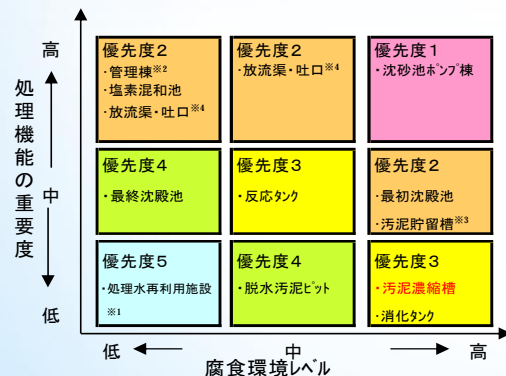 高
処理機能の重要度
中
低
優先度2
・管理棟※2
・塩素混和池
・放流渠・吐口※4
優先度2
・放流渠・吐口※4
優先度1
・沈砂池ﾎﾟﾝﾌﾟ棟
優先度4
・最終沈殿池
優先度3
・反応タンク
優先度2
・最初沈殿池
・汚泥貯留槽※3
優先度5
・処理水再利用施設
※1
優先度4
・脱水汚泥ﾋﾟｯﾄ
優先度3
・汚泥濃縮槽
・消化タンク
低
中
高
腐食環境ﾚﾍﾞﾙ